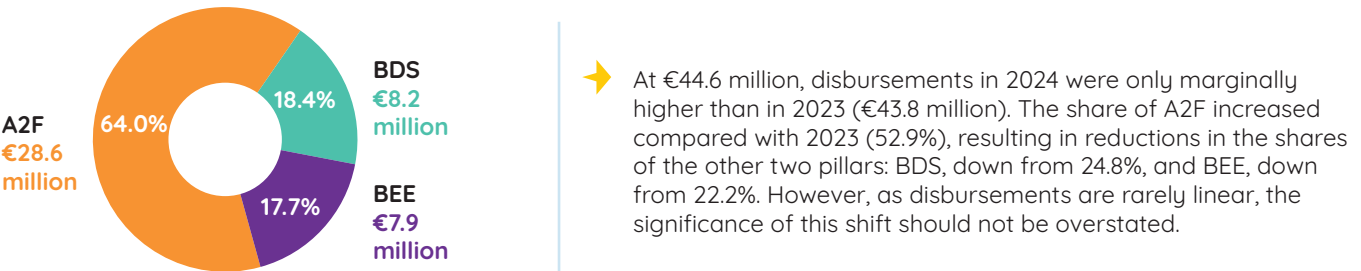 A2F
€28.6
million
64.0%
18.4%
17.7%
BDS
€8.2
million
BEE
€7.9
million
At €44.6 million, disbursements in 2024 were only marginally
higher than in 2023 (€43.8 million). The share of A2F increased
compared with 2023 (52.9%), resulting in reductions in the shares
of the other two pillars: BDS, down from 24.8%, and BEE, down
from 22.2%. However, as disbursements are rarely linear, the
significance of this shift should not be overstated.